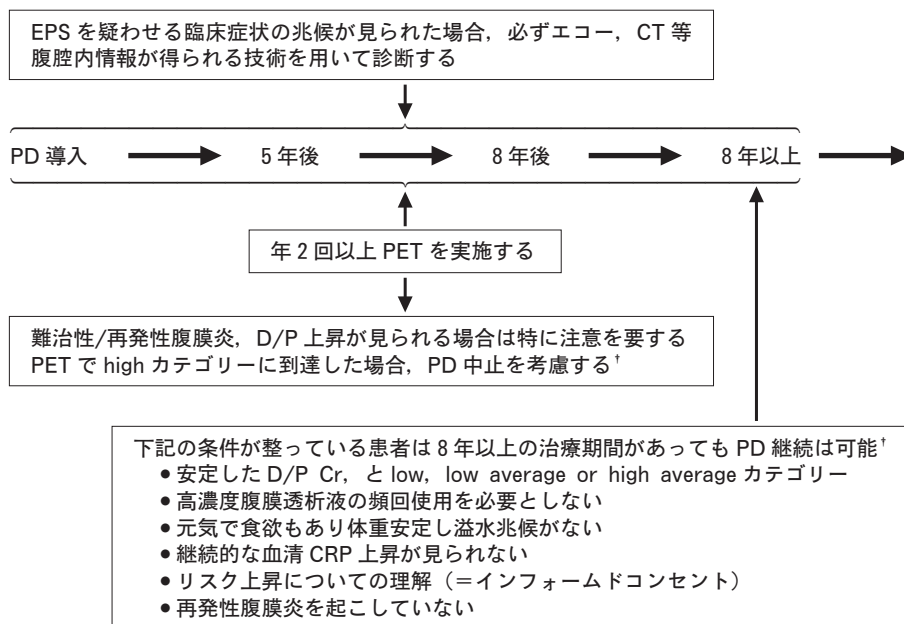 EPS を疑わせる臨床症状の兆候が見られた場合，必ずエコー，CT 等
腹腔内情報が得られる技術を用いて診断する
PD 導入 5 年後 8 年後 8 年以上
年 2 回以上 PET を実施する
難治性/再発性腹膜炎，D/P 上昇が見られる場合は特に注意を要する
PET で high カテゴリーに到達した場合，PD 中止を考慮する†
下記の条件が整っている患者は 8 年以上の治療期間があっても PD 継続は可能†
● 安定した D/P Cr，と low，low average or high average カテゴリー
● 高濃度腹膜透析液の頻回使用を必要としない
● 元気で食欲もあり体重安定し溢水兆候がない
● 継続的な血清 CRP 上昇が見られない
● リスク上昇についての理解（＝インフォームドコンセント）
● 再発性腹膜炎を起こしていない